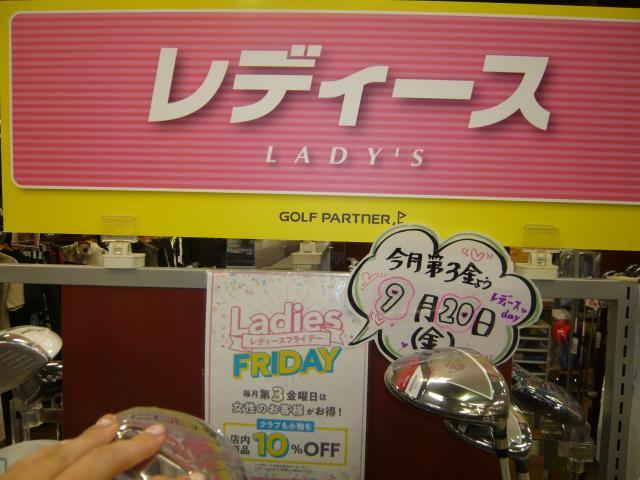 レディース
LADY'S
GOLF PARTNER
今月第3金よう
9月20日
(金)
レディース
day
Ladies
レディースフライデー
FRIDAY
毎月第3金曜日は
女性のお客様がお得!
クラブも小物も
店内
商品
10%OFF